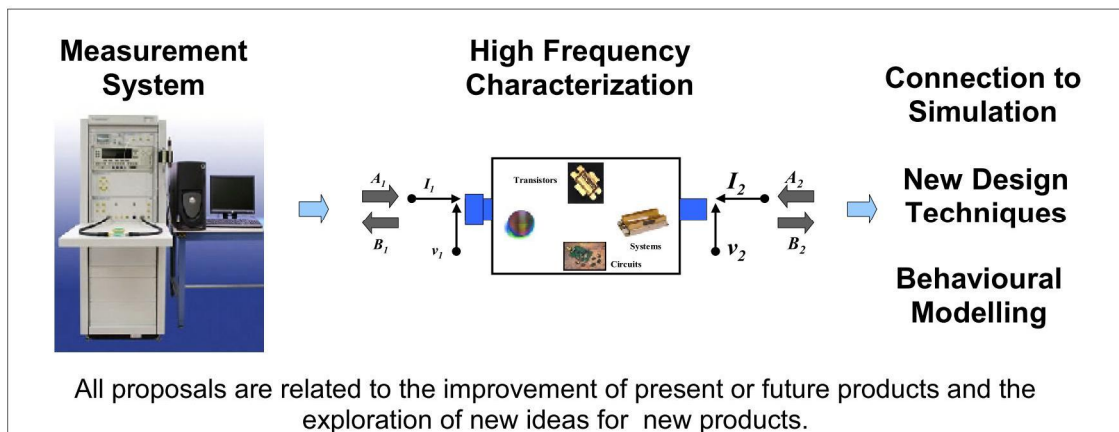 Measurement
System
High Frequency
Characterization
Connection to
Simulation
New Design
Techniques
Behavioural
Modelling
A1
I1
B1
v1
Transistors
Systems
Circuits
I2
A2
B2
v2
All proposals are related to the improvement of present or future products and the
exploration of new ideas for new products.